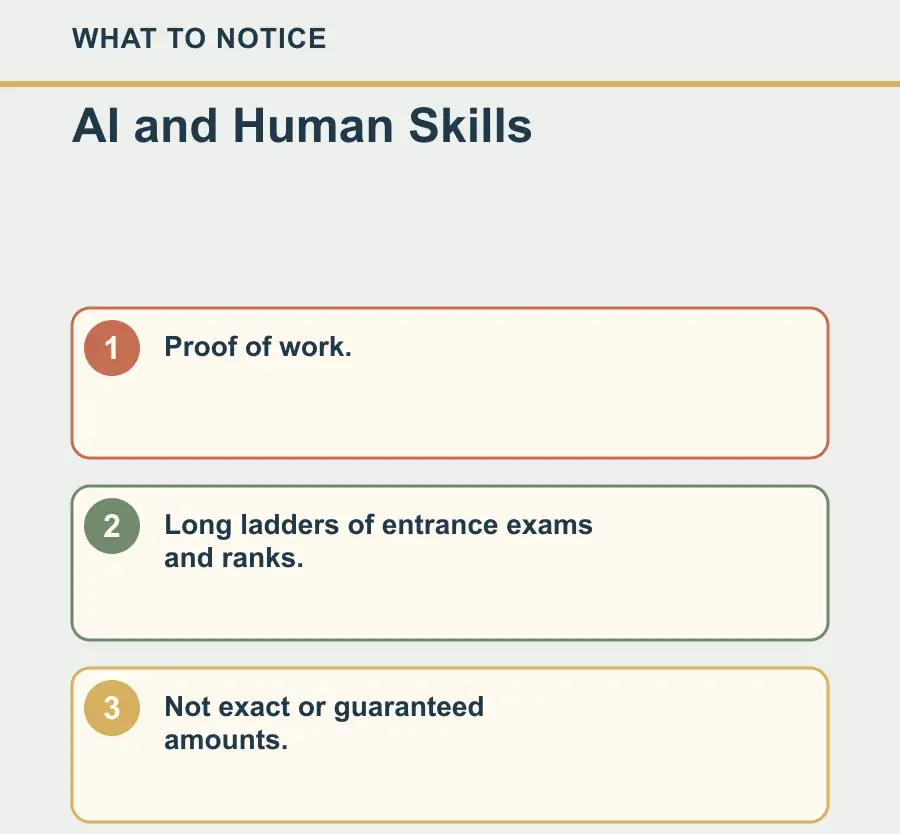 WHAT TO NOTICE
AI and Human Skills
1
Proof of work.
2
Long ladders of entrance exams
and ranks.
3
Not exact or guaranteed
amounts.